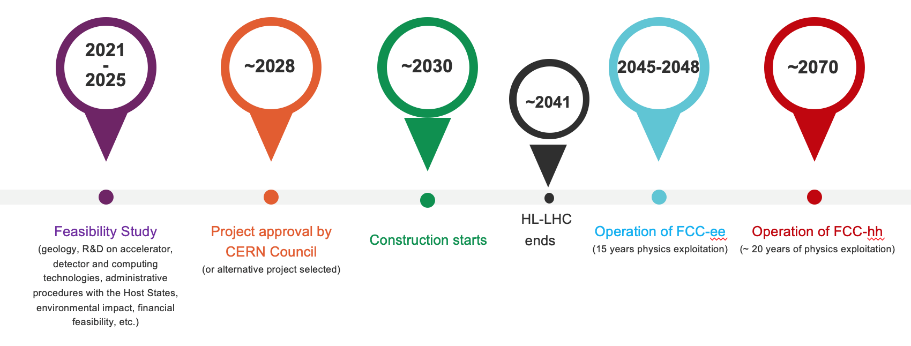 2021
-
2025
~2028
~2030
~2041
2045-2048
~2070
Feasibility Study
(geology, R&D on accelerator,
detector and computing
technologies, administrative
procedures with the Host States,
environmental impact, financial
feasibility, etc.)
Project approval by
CERN Council
(or alternative project selected)
Construction starts
HL-LHC
ends
Operation of FCC-ee
(15 years physics exploitation)
Operation of FCC-hh
(~ 20 years of physics exploitation)